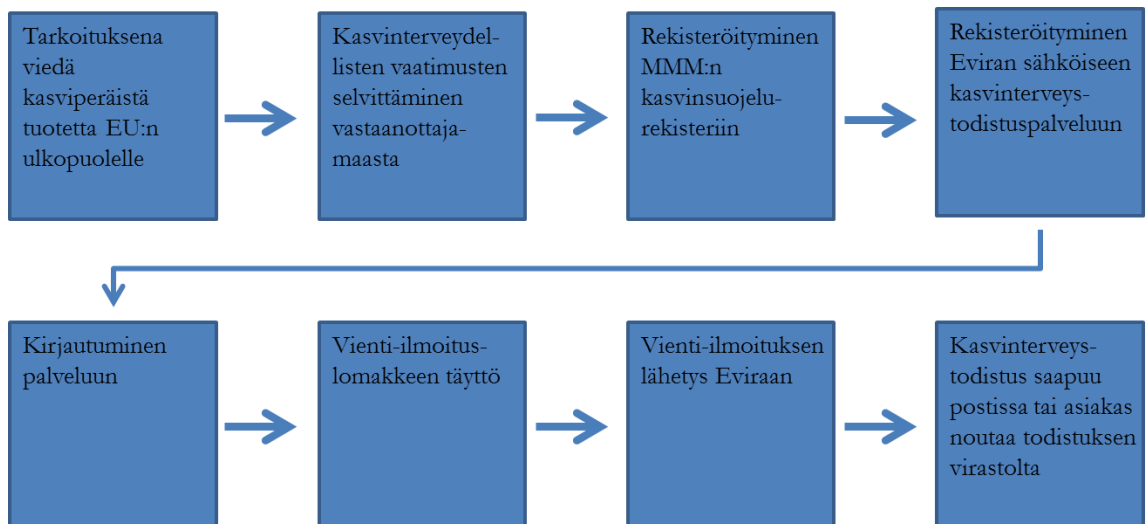 Tarkoituksena
viedä
kasviperäistä
tuotetta EU:n
ulkopuolelle
Kasvinterveydel-
listen vaatimusten
selvittäminen
vastaanottaja-
maasta
Rekisteröityminen
MMM:n
kasvinsuojelu-
rekisteriin
Rekisteröityminen
Eviran sähköiseen
kasvinterveys-
todistuspalveluun
Kirjautuminen
palveluun
Vienti-ilmoitus-
lomakkeen täyttö
Vienti-ilmoituksen
lähetys Eviraan
Kasvinterveys-
todistus saapuu
postissa tai asiakas
noutaa todistuksen
virastolta